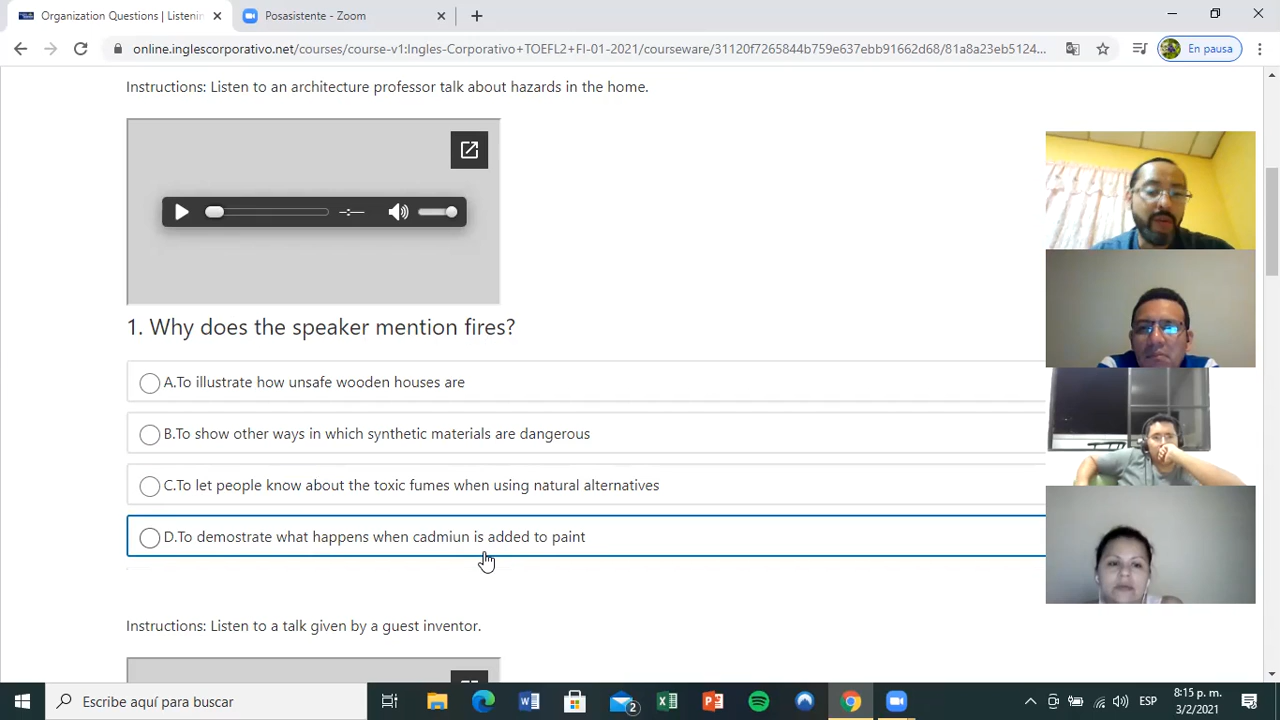 Organization Questions | Listenin
Posasistente - Zoom
online.inglescorporativo.net/courses/course-v1:Ingles-Corporativo+TOEFL2+FI-01-2021/courseware/31120f7265844b759e637ebb91662d68/81a8a23eb5124...
En pausa
Instructions: Listen to an architecture professor talk about hazards in the home.
-:--
1. Why does the speaker mention fires?
A.To illustrate how unsafe wooden houses are
B.To show other ways in which synthetic materials are dangerous
C.To let people know about the toxic fumes when using natural alternatives
D.To demostrate what happens when cadmiun is added to paint
Instructions: Listen to a talk given by a guest inventor.
Escribe aquí para buscar
2
ESP
8:15 p. m.
3/2/2021